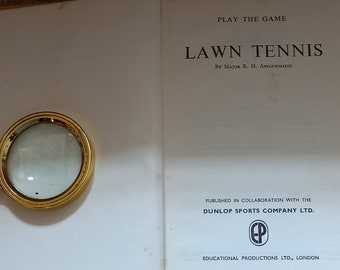 PLAY THE GAME
LAWN TENNIS
By Major R. H. Applewhaite
PUBLISHED IN COLLABORATION WITH THE
DUNLOP SPORTS COMPANY LTD.
EP
EDUCATIONAL PRODUCTIONS LTD., LONDON